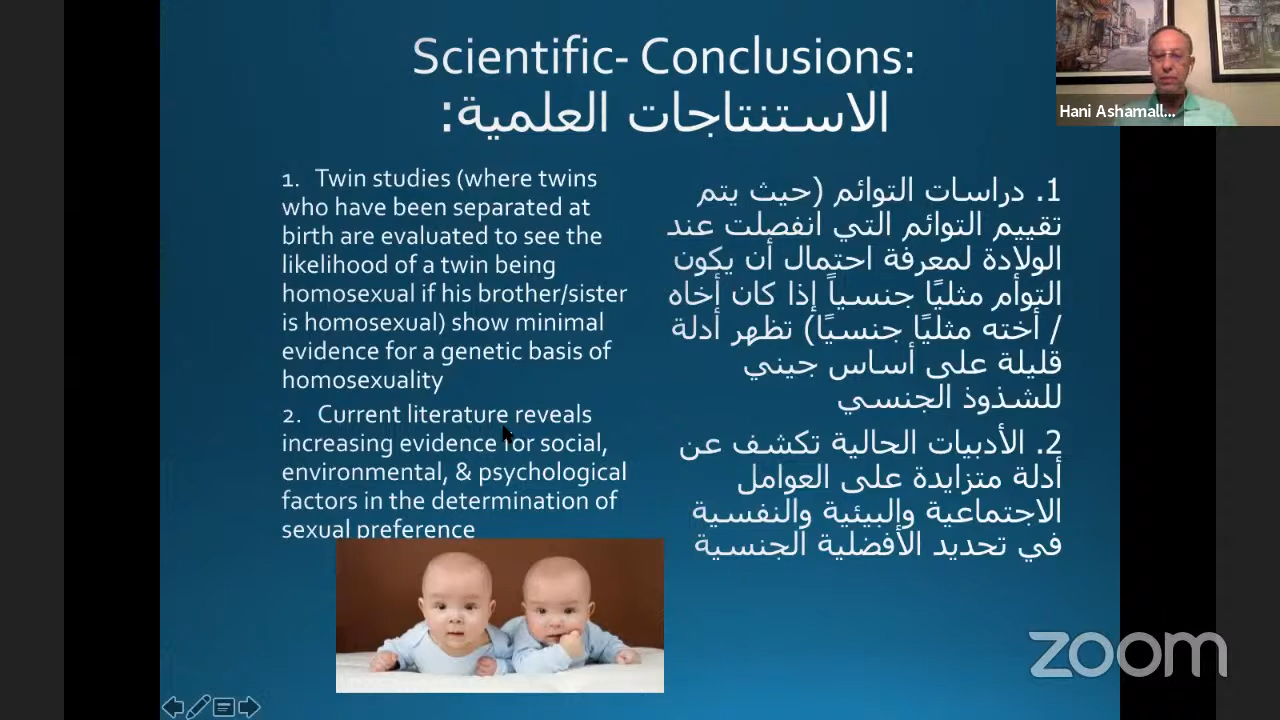 Scientific- Conclusions:
الاستنتاجات العلمية:
1. Twin studies (where twins
who have been separated at
birth are evaluated to see the
likelihood of a twin being
homosexual if his brother/sister
is homosexual) show minimal
evidence for a genetic basis of
homosexuality
2. Current literature reveals
increasing evidence for social,
environmental, & psychological
factors in the determination of
sexual preference
1. دراسات التوائم (حيث يتم
تقييم التوائم التي انفصلت عند
الولادة لمعرفة احتمال أن يكون
التوأم مثليًا جنسياً إذا كان أخاه
/ أخته مثليًا جنسيًا) تظهر أدلة
قليلة على أساس جيني
للشذوذ الجنسي
2. الأدبيات الحالية تكشف عن
أدلة متزايدة على العوامل
الاجتماعية والبيئية والنفسية
في تحديد الأفضلية الجنسية
Hani Ashamall...
zoom